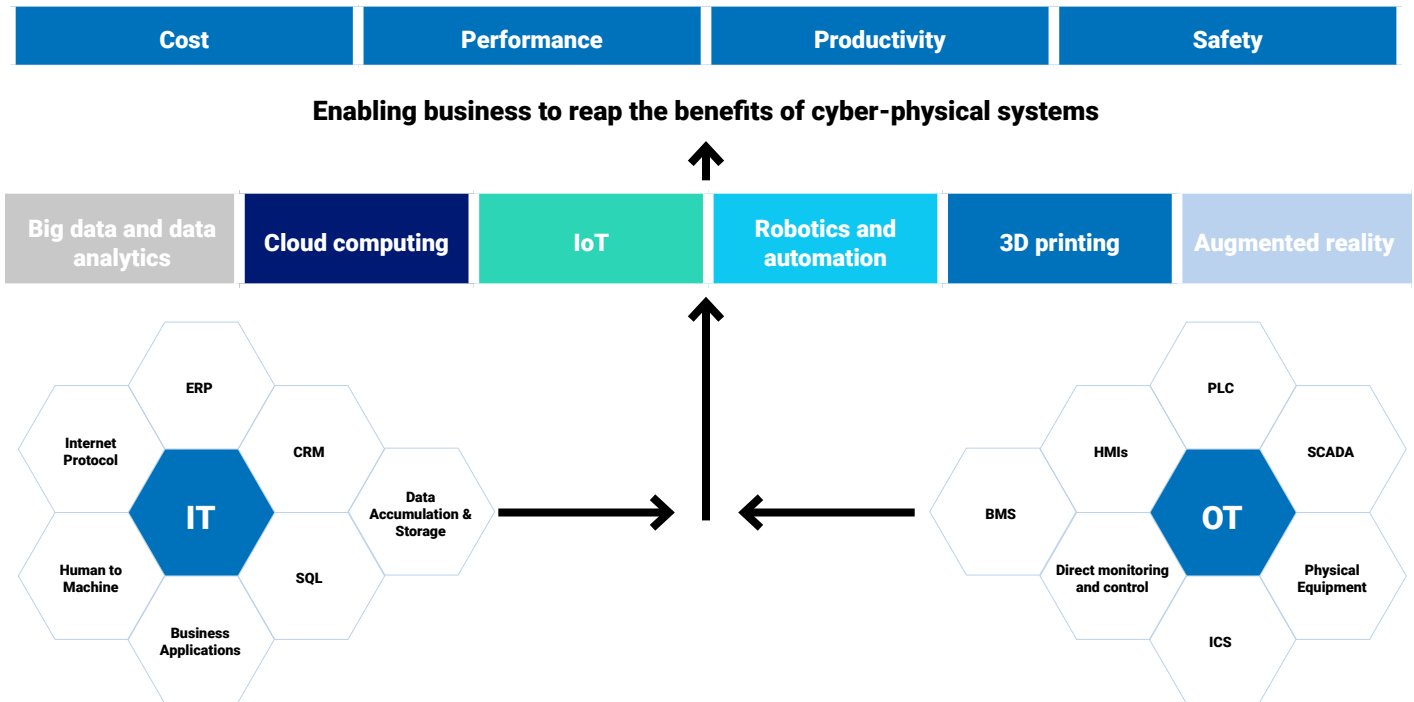 Cost
Performance
Productivity
Safety
Enabling business to reap the benefits of cyber-physical systems
Big data and data
analytics
Cloud computing
IoT
Robotics and
automation
3D printing
Augmented reality
ERP
Internet
Protocol
CRM
IT
Data
Accumulation &
Storage
Human to
Machine
SQL
Business
Applications
PLC
HMIs
SCADA
BMS
OT
Direct monitoring
and control
Physical
Equipment
ICS